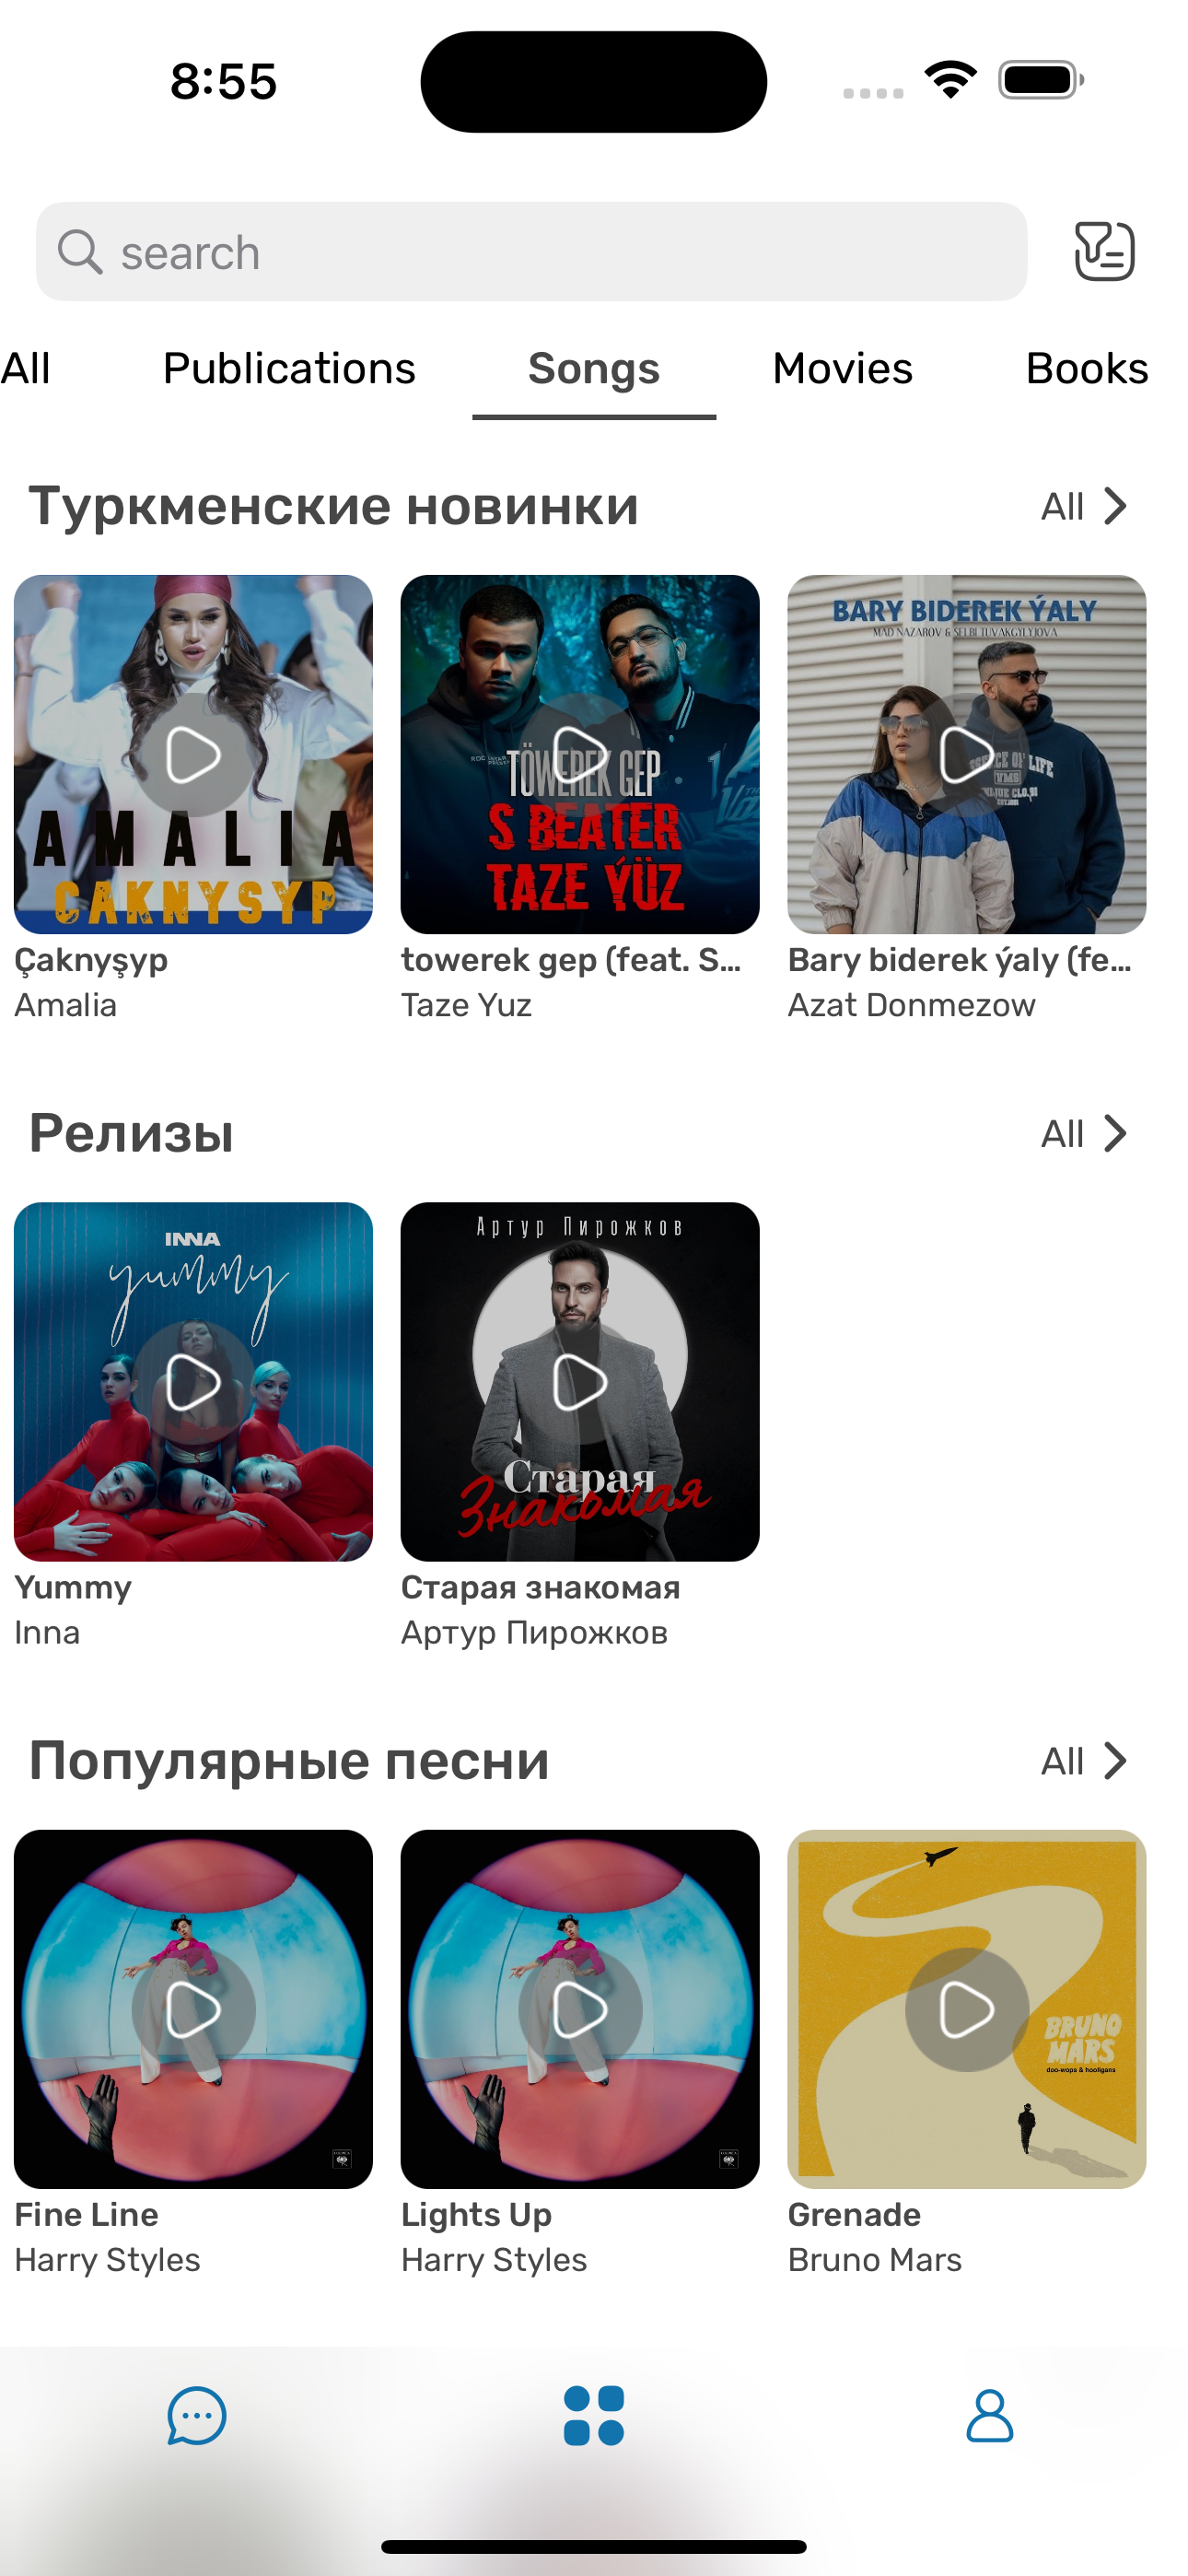 8:55
search
All Publications Songs Movies Books
Туркменские новинки All
AMALIA
ÇAKNYSYP
TÖWEREK GEP
S BEATER
TAZE ÝÜZ
BARY BIDEREK ÝALY
MAD NAZAROV & SELBI TUVAKGYLYJOVA
LIFE
VMS
Çaknyşyp
Amalia
towerek gep (feat. S...
Taze Yuz
Bary biderek ýaly (fe...
Azat Donmezow
Релизы All
INNA
yummy
Артур Пирожков
Старая
Знакомая
Yummy
Inna
Старая знакомая
Артур Пирожков
Популярные песни All
BRUNO
MARS
doo-wops & hooligans
Fine Line
Harry Styles
Lights Up
Harry Styles
Grenade
Bruno Mars